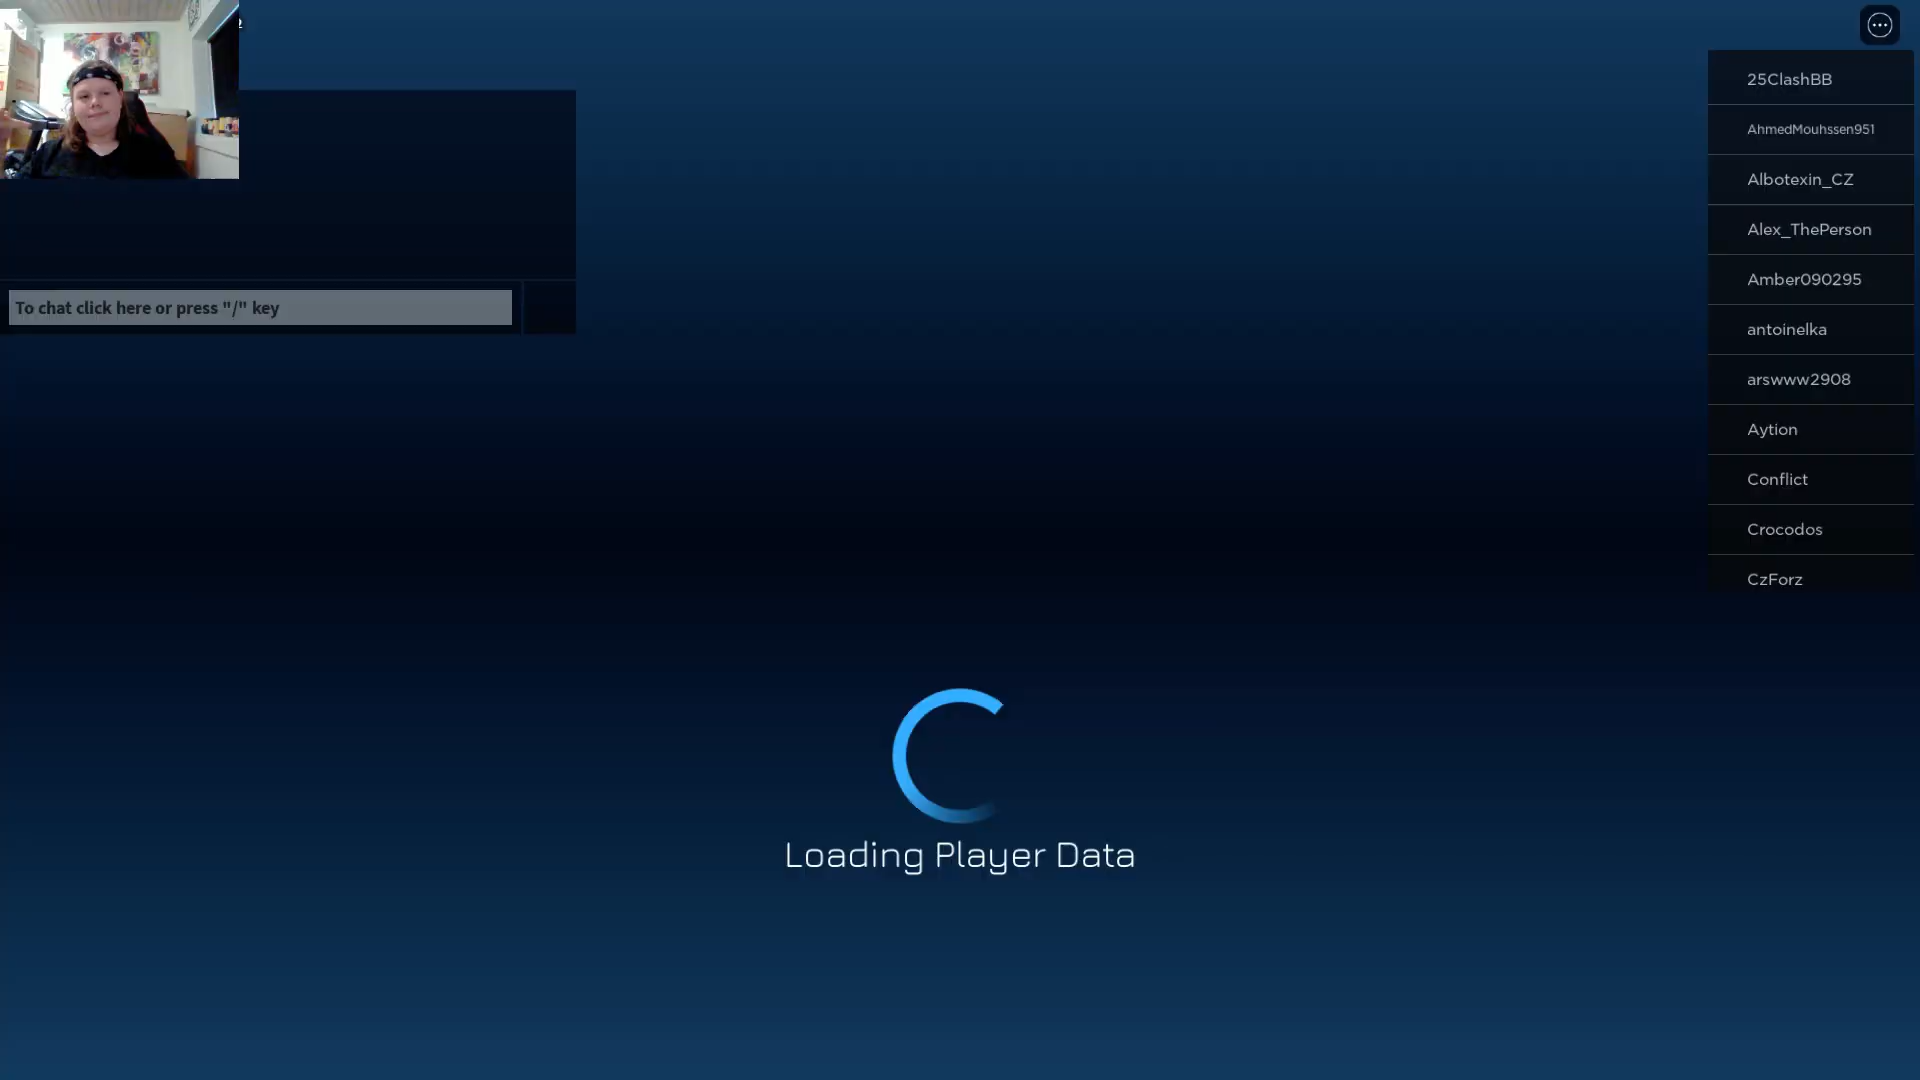 2
To chat click here or press "/" key
25ClashBB
AhmedMouhssen951
Albotexin_CZ
Alex_ThePerson
Amber090295
antoinelka
arswww2908
Aytion
Conflict
Crocodos
CzForz
Loading Player Data